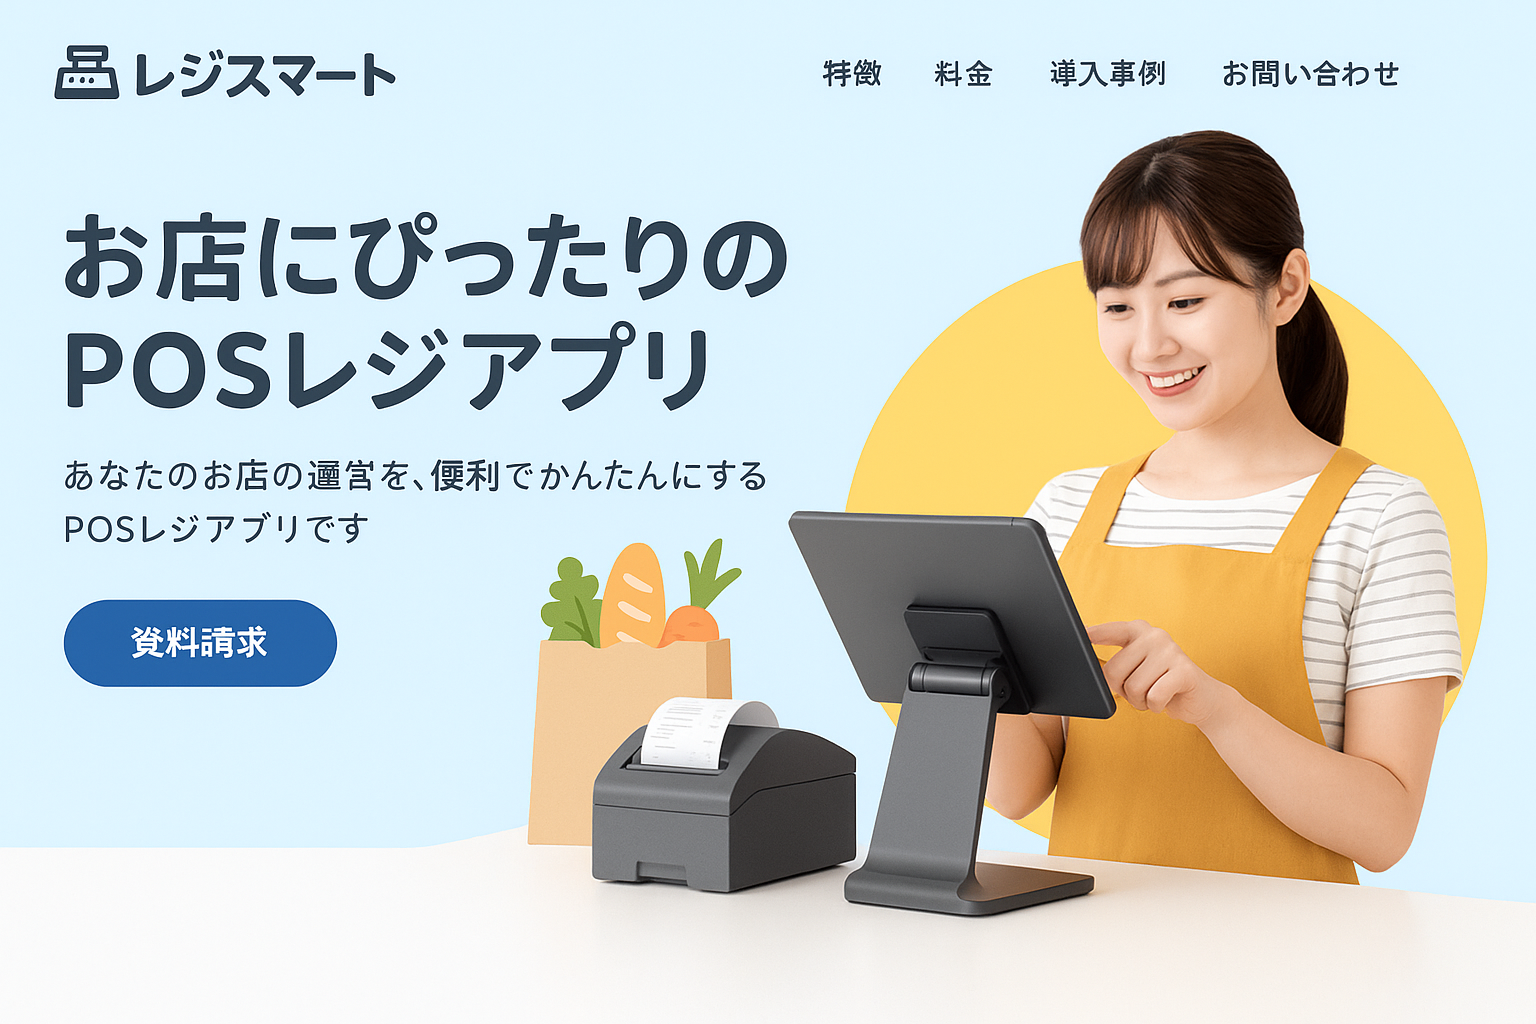 レジスマート
特徴
料金
導入事例
お問い合わせ
お店にぴったりの
POSレジアプリ
あなたのお店の運営を、便利でかんたんにする
POSレジアプリです
資料請求